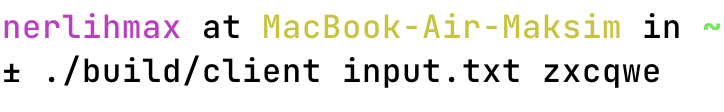 nerlihmax at MacBook-Air-Maksim in ~
± ./build/client input.txt zxcqwe